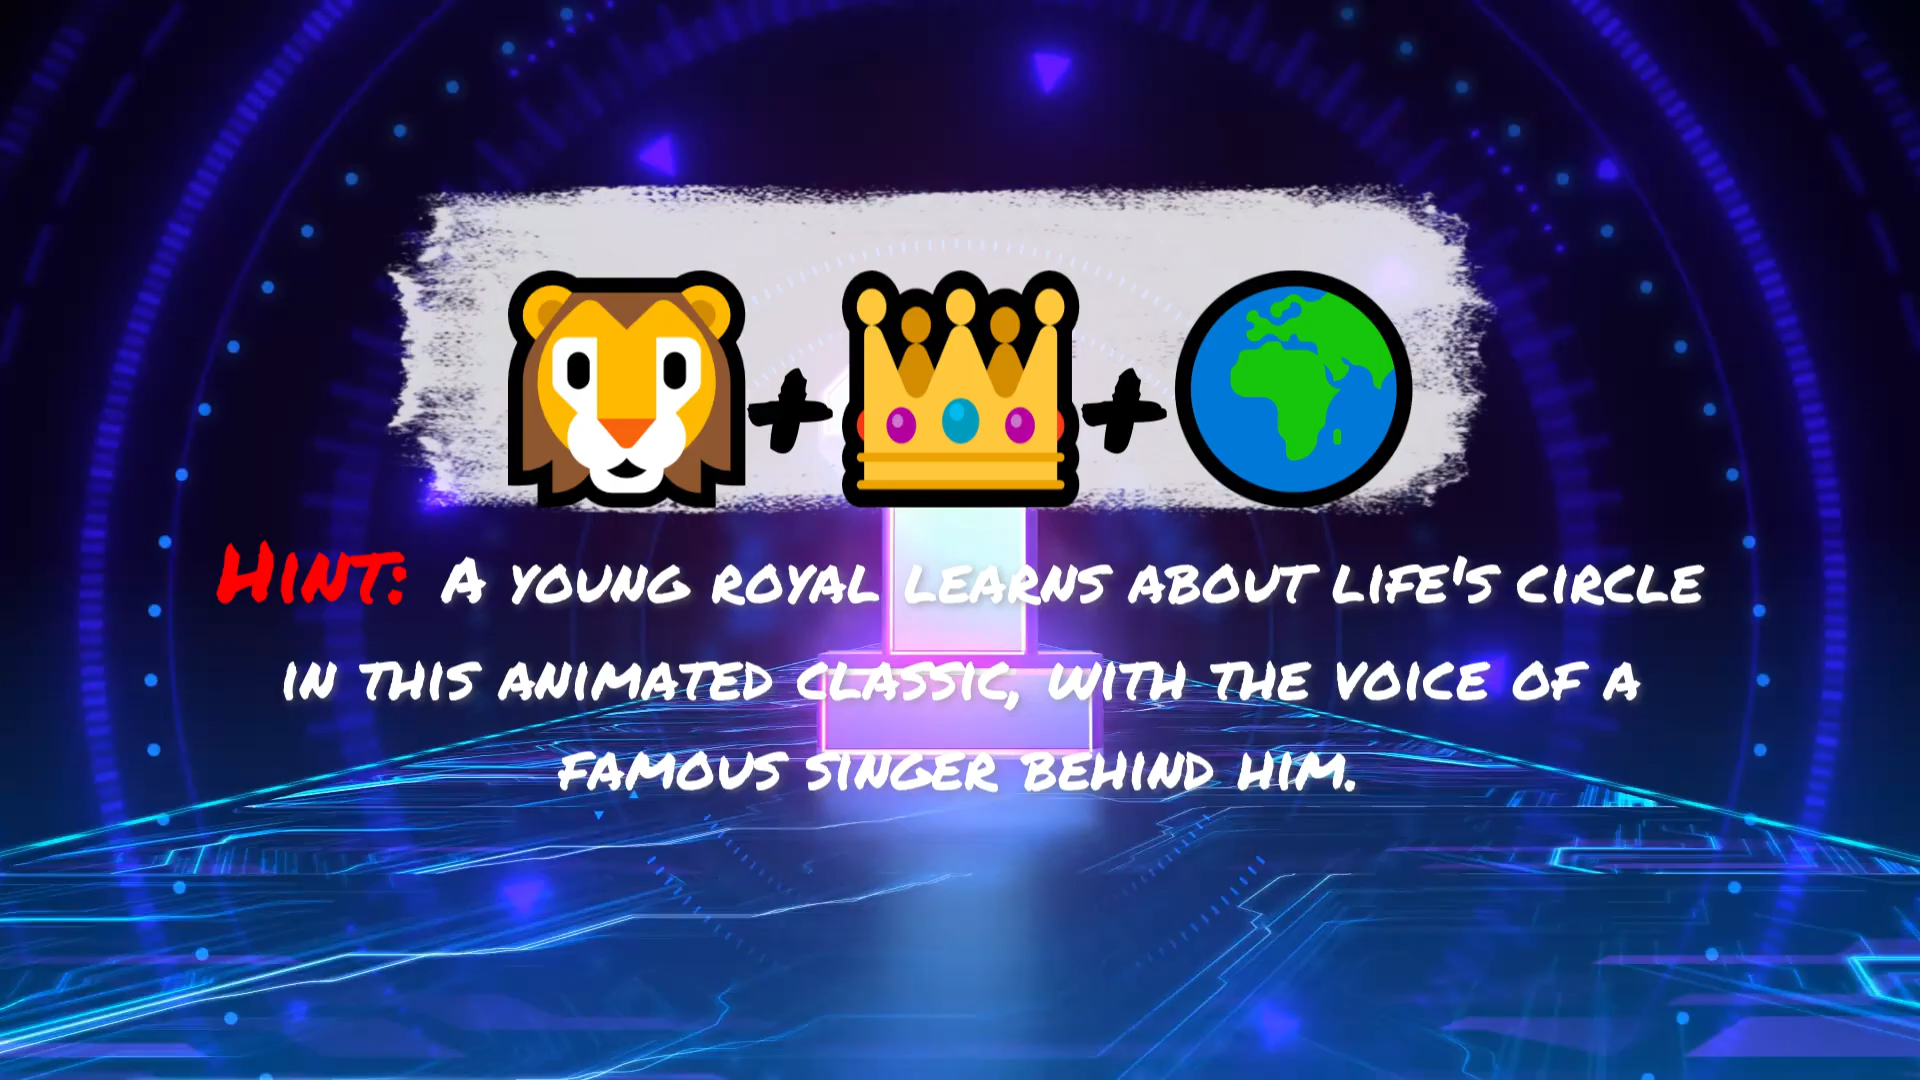 + +
Hint: A young royal learns about life's circle
in this animated classic, with the voice of a
famous singer behind him.